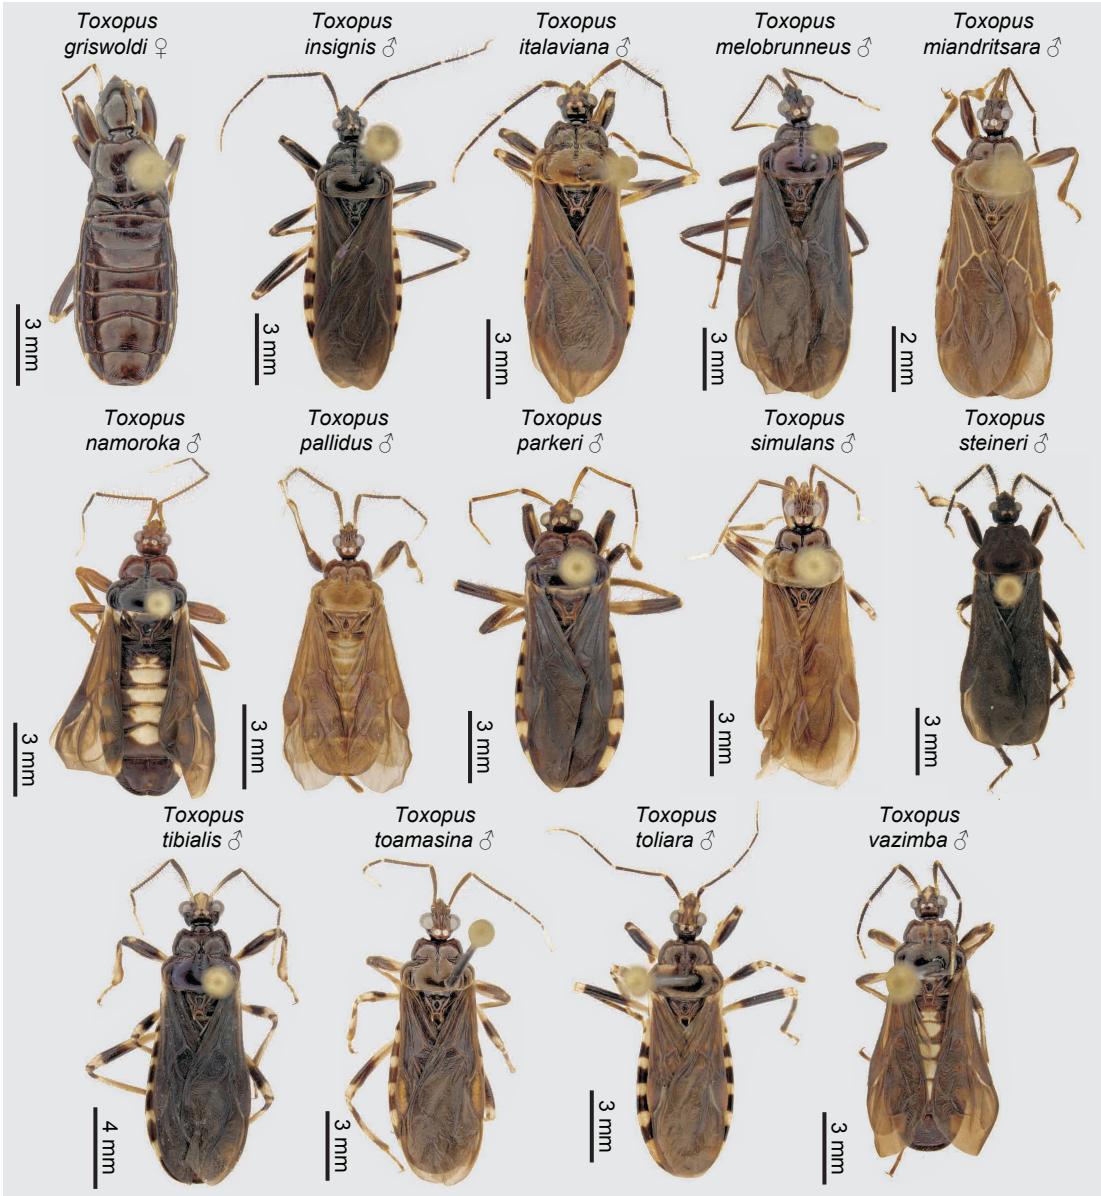 Toxopus
griswoldi ♀
Toxopus
insignis ♂
Toxopus
italaviana ♂
Toxopus
melobrunneus ♂
Toxopus
miandritsara ♂
3 mm
3 mm
3 mm
3 mm
2 mm
Toxopus
namoroka ♂
Toxopus
pallidus ♂
Toxopus
parkeri ♂
Toxopus
simulans ♂
Toxopus
steineri ♂
3 mm
3 mm
3 mm
3 mm
3 mm
Toxopus
tibialis ♂
Toxopus
toamasina ♂
Toxopus
toliara ♂
Toxopus
vazimba ♂
4 mm
3 mm
3 mm
3 mm